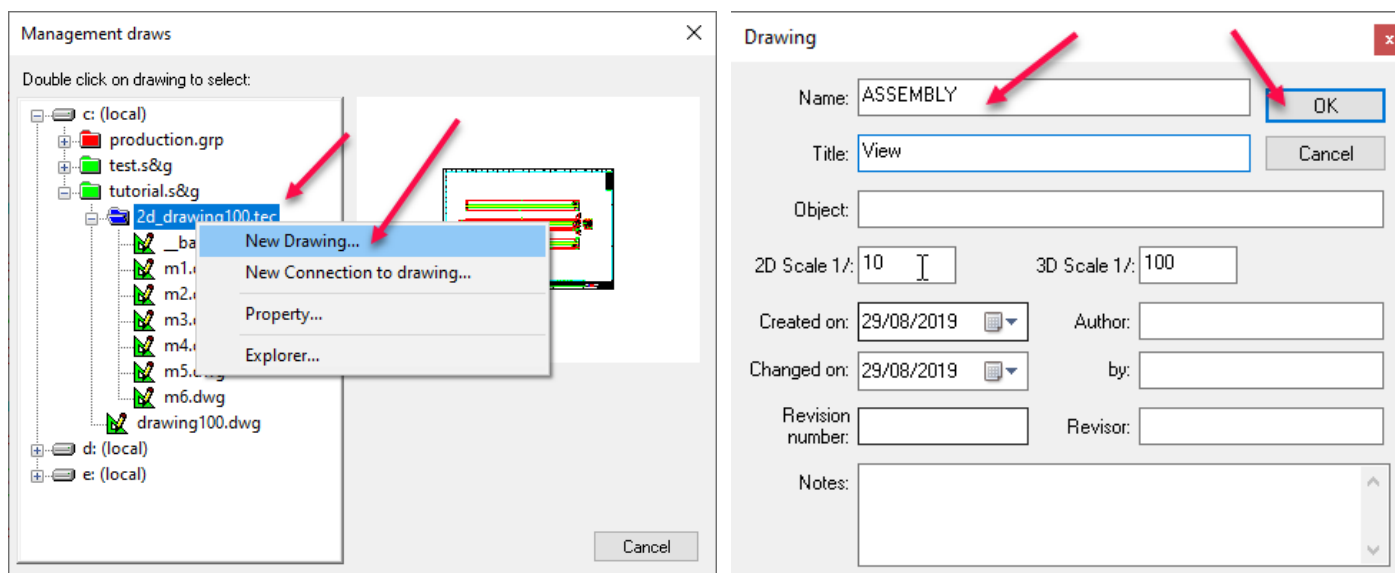 Management draws
Double click on drawing to select:
c: (local)
production.grp
test.s&g
tutorial.s&g
2d_drawing100.tec
New Drawing...
New Connection to drawing...
Property...
Explorer...
m6.dwg
drawing100.dwg
d: (local)
e: (local)
Cancel
Drawing
Name: ASSEMBLY
OK
Title: View
Cancel
Object:
2D Scale 1/: 10 3D Scale 1/: 100
Created on: 29/08/2019 Author:
Changed on: 29/08/2019 by:
Revision
number: Revisor:
Notes: